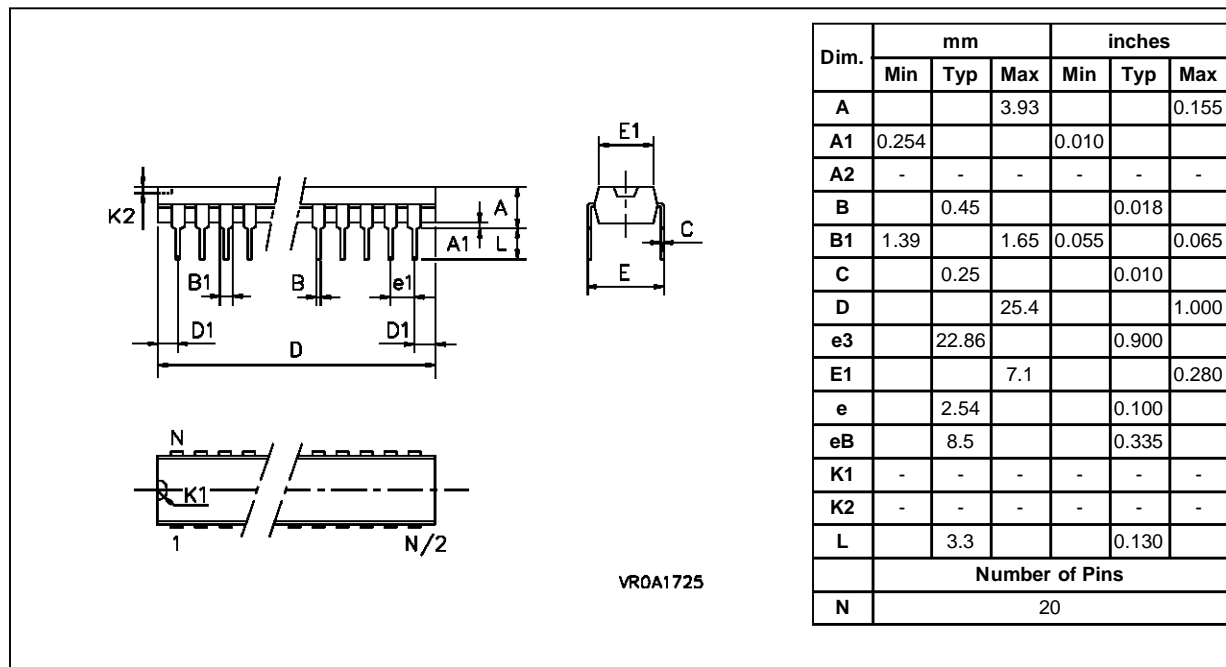 K2
A
A1
L
B1
B
e1
D1
D1
D
E1
C
E
N
K1
1
N/2
VR0A1725
Dim. mm inches
Min Typ Max Min Typ Max
A 3.93 0.155
A1 0.254 0.010
A2 - - - - - -
B 0.45 0.018
B1 1.39 1.65 0.055 0.065
C 0.25 0.010
D 25.4 1.000
e3 22.86 0.900
E1 7.1 0.280
e 2.54 0.100
eB 8.5 0.335
K1 - - - - - -
K2 - - - - - -
L 3.3 0.130
Number of Pins
N 20